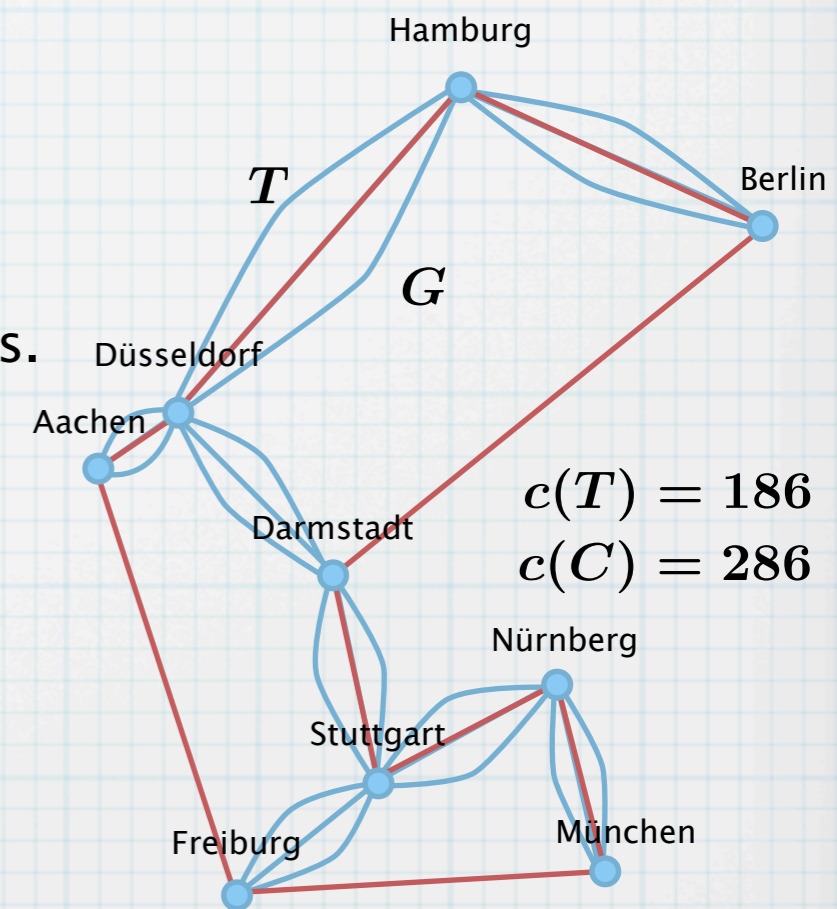 Hamburg
T
Berlin
G
s.
Düsseldorf
Aachen
c(T) = 186
Darmstadt
c(C) = 286
Nürnberg
Stuttgart
München
Freiburg